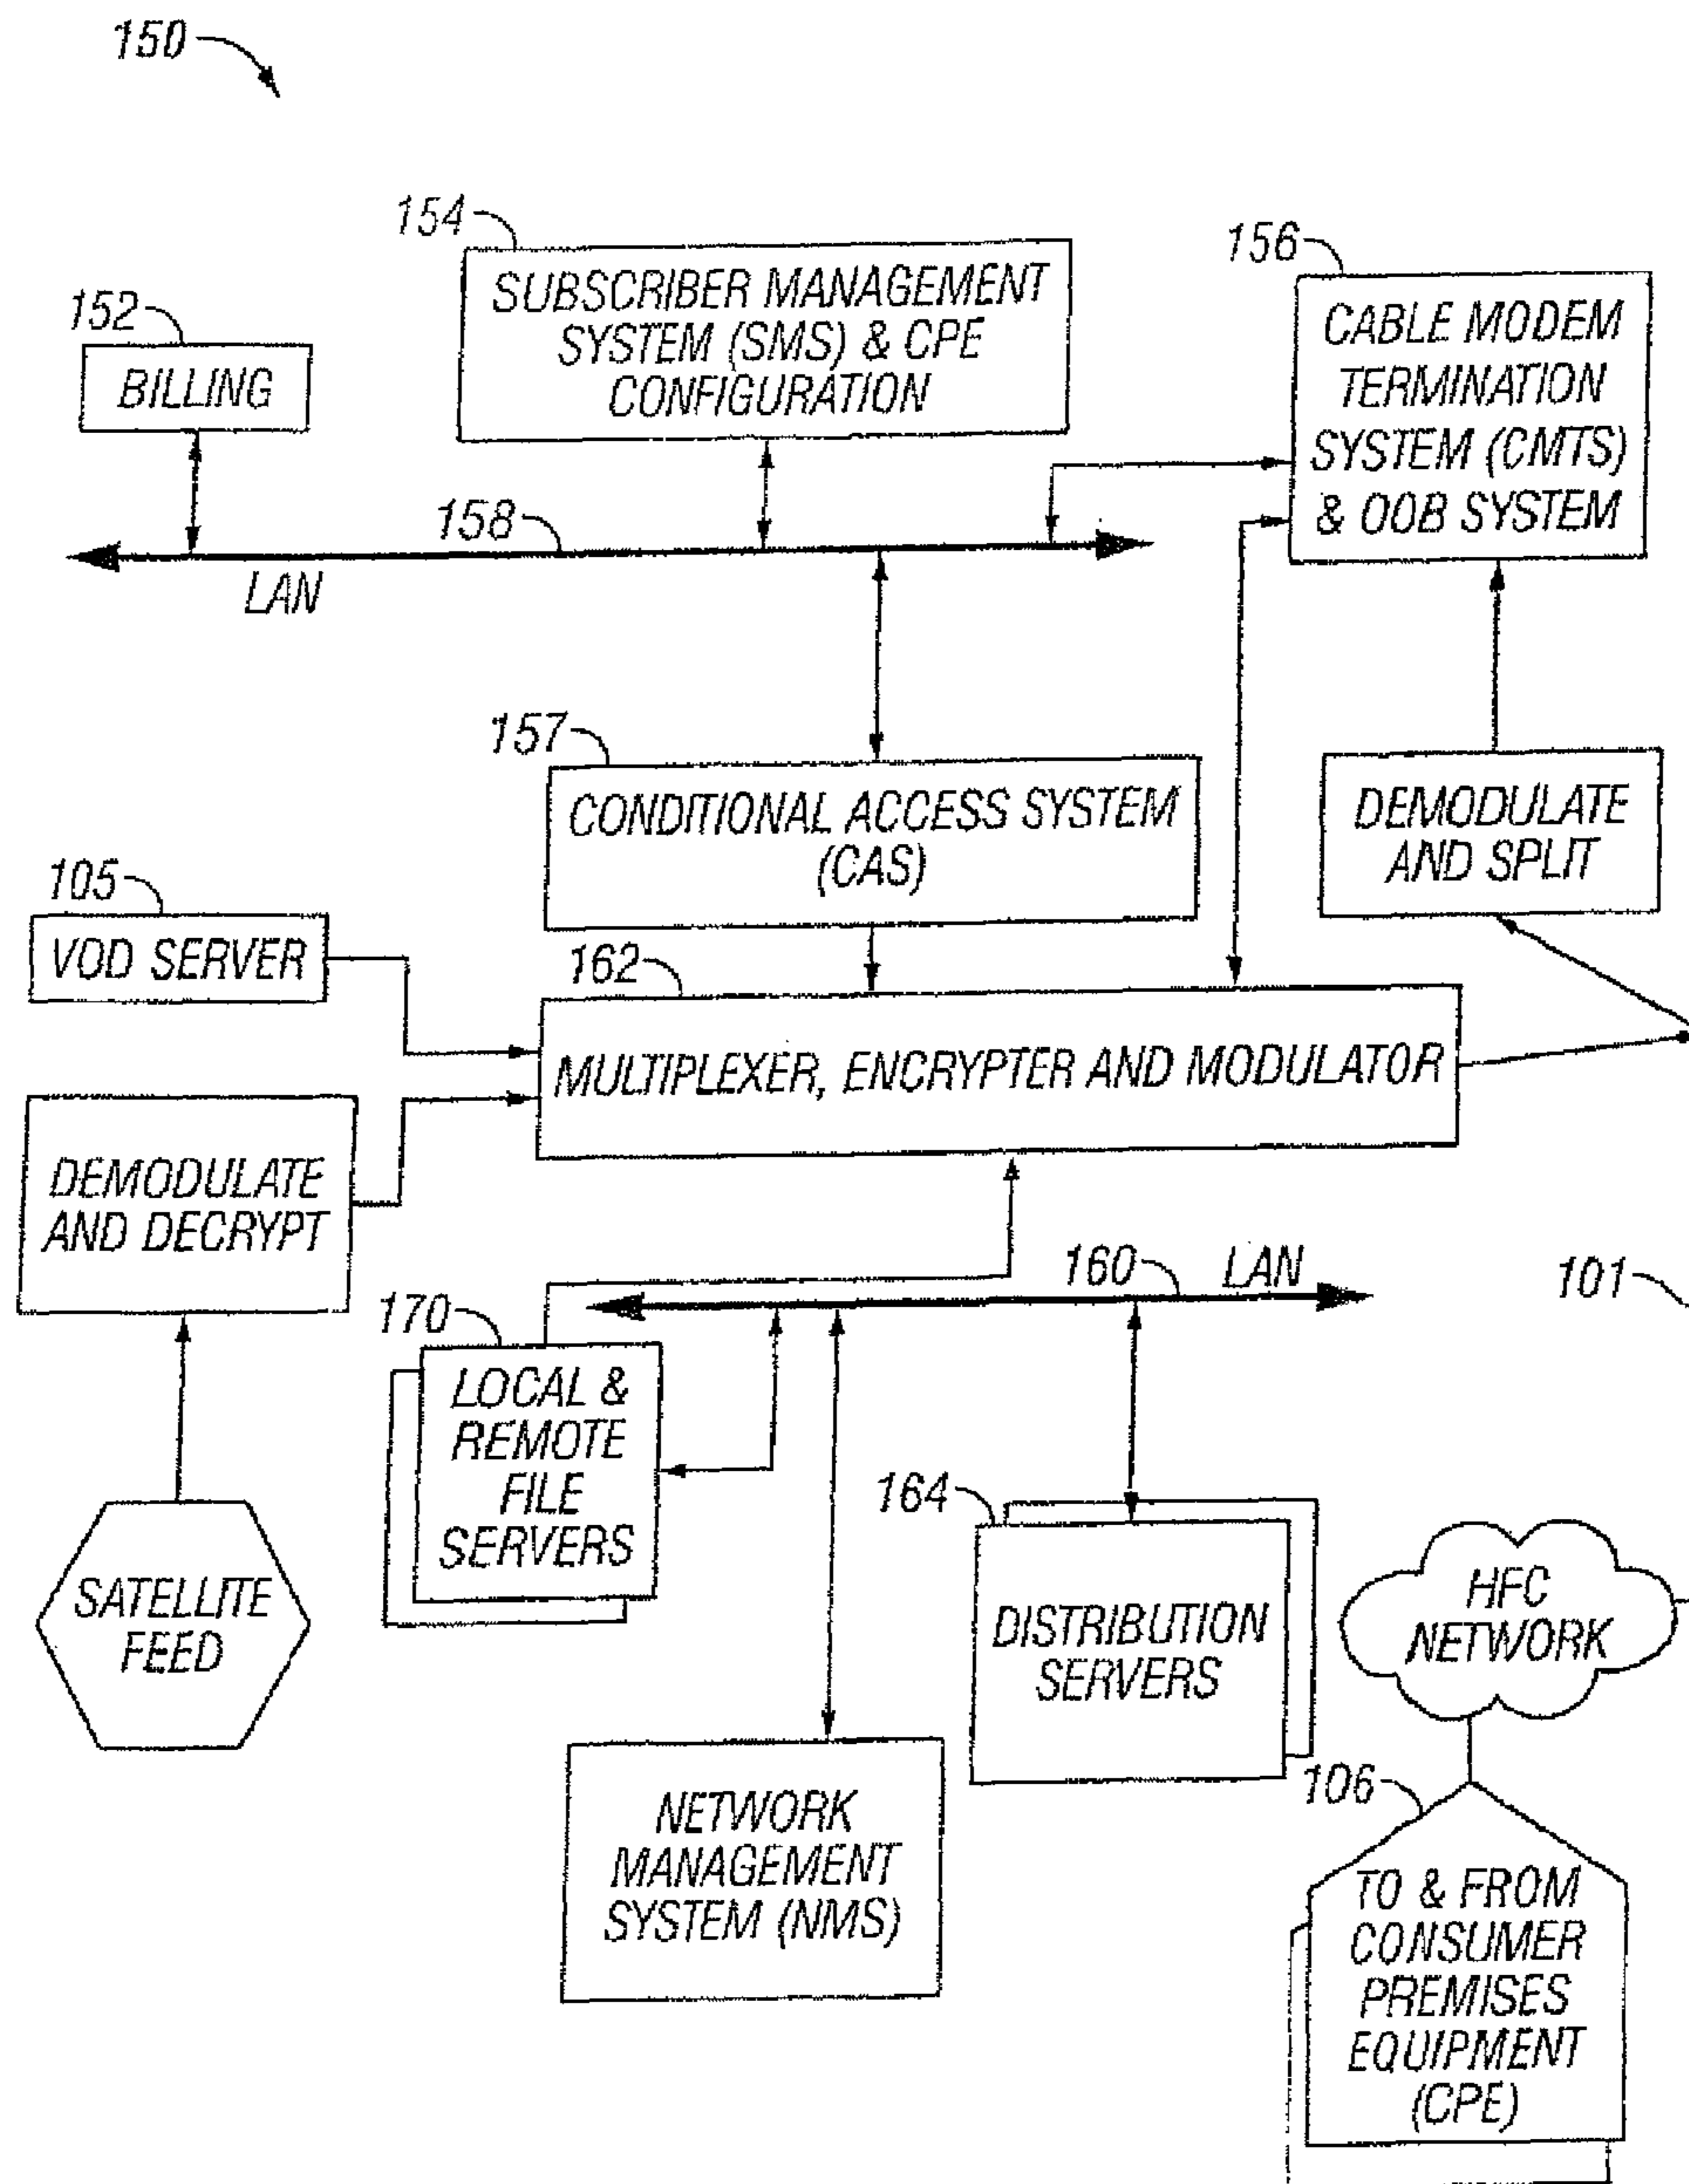 150
154
SUBSCRIBER MANAGEMENT
SYSTEM (SMS) & CPE
CONFIGURATION
156
CABLE MODEM
TERMINATION
SYSTEM (CMTS)
& OOB SYSTEM
152
BILLING
158
LAN
157
CONDITIONAL ACCESS SYSTEM
(CAS)
DEMODULATE
AND SPLIT
105
VOD SERVER
162
MULTIPLEXER, ENCRYPTER AND MODULATOR
DEMODULATE
AND DECRYPT
160
LAN
101
170
LOCAL &
REMOTE
FILE
SERVERS
164
DISTRIBUTION
SERVERS
HFC
NETWORK
SATELLITE
FEED
NETWORK
MANAGEMENT
SYSTEM (NMS)
106
TO & FROM
CONSUMER
PREMISES
EQUIPMENT
(CPE)